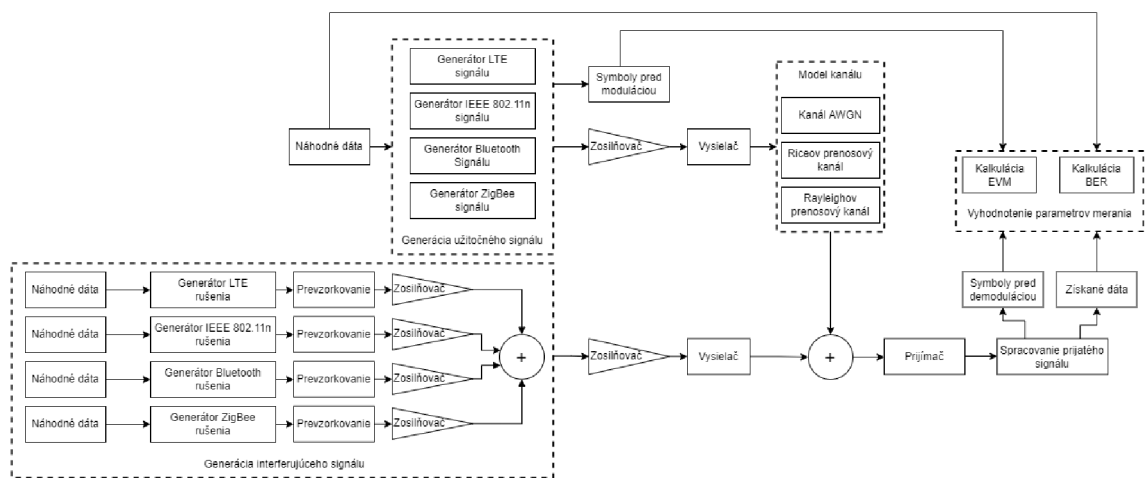 Generátor LTE
signálu
Generátor IEEE 802.11n
signálu
Generátor Bluetooth
Signálu
Generátor ZigBee
signálu
Generácia užitočného signálu
Náhodné dáta
Symboly pred
moduláciou
Zosilňovač
Vysielač
Model kanálu
Kanál AWGN
Riceov prenosový
kanál
Rayleighov
prenosový kanál
Kalkulácia
EVM
Kalkulácia
BER
Vyhodnotenie parametrov merania
Symboly pred
demoduláciou
Získané dáta
Náhodné dáta
Generátor LTE
rušenia
Prevzorkovanie
Zosilňovač
Náhodné dáta
Generátor IEEE 802.11n
rušenia
Prevzorkovanie
Zosilňovač
Náhodné dáta
Generátor Bluetooth
rušenia
Prevzorkovanie
Zosilňovač
Náhodné dáta
Generátor ZigBee
rušenia
Prevzorkovanie
Zosilňovač
+
Generácia interferujúceho signálu
Zosilňovač
Vysielač
+
Prijímač
Spracovanie prijatého
signálu